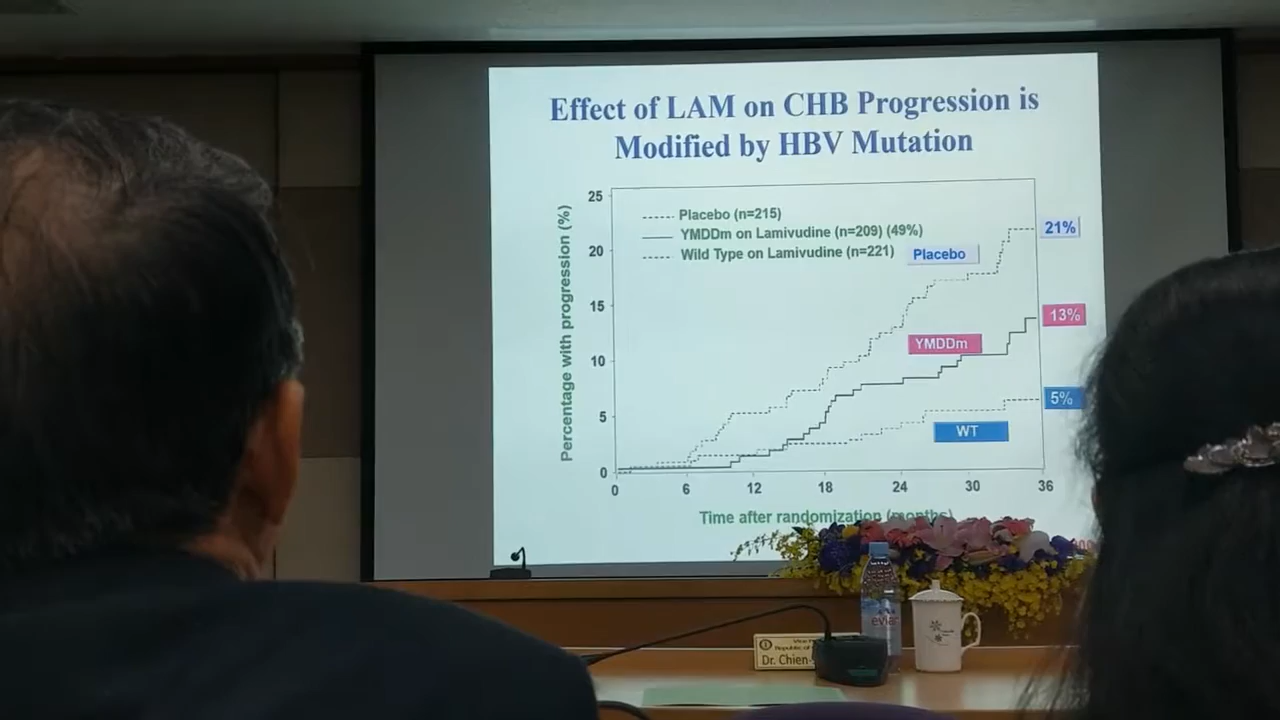 Effect of LAM on CHB Progression is
Modified by HBV Mutation
Percentage with progression (%)
25
20
15
10
5
0
Placebo (n=215)
YMDDm on Lamivudine (n=209) (49%)
Wild Type on Lamivudine (n=221)
Placebo
21%
YMDDm
13%
WT
5%
0 6 12 18 24 30 36
Time after randomization (months)
evian
Dr. Chien-